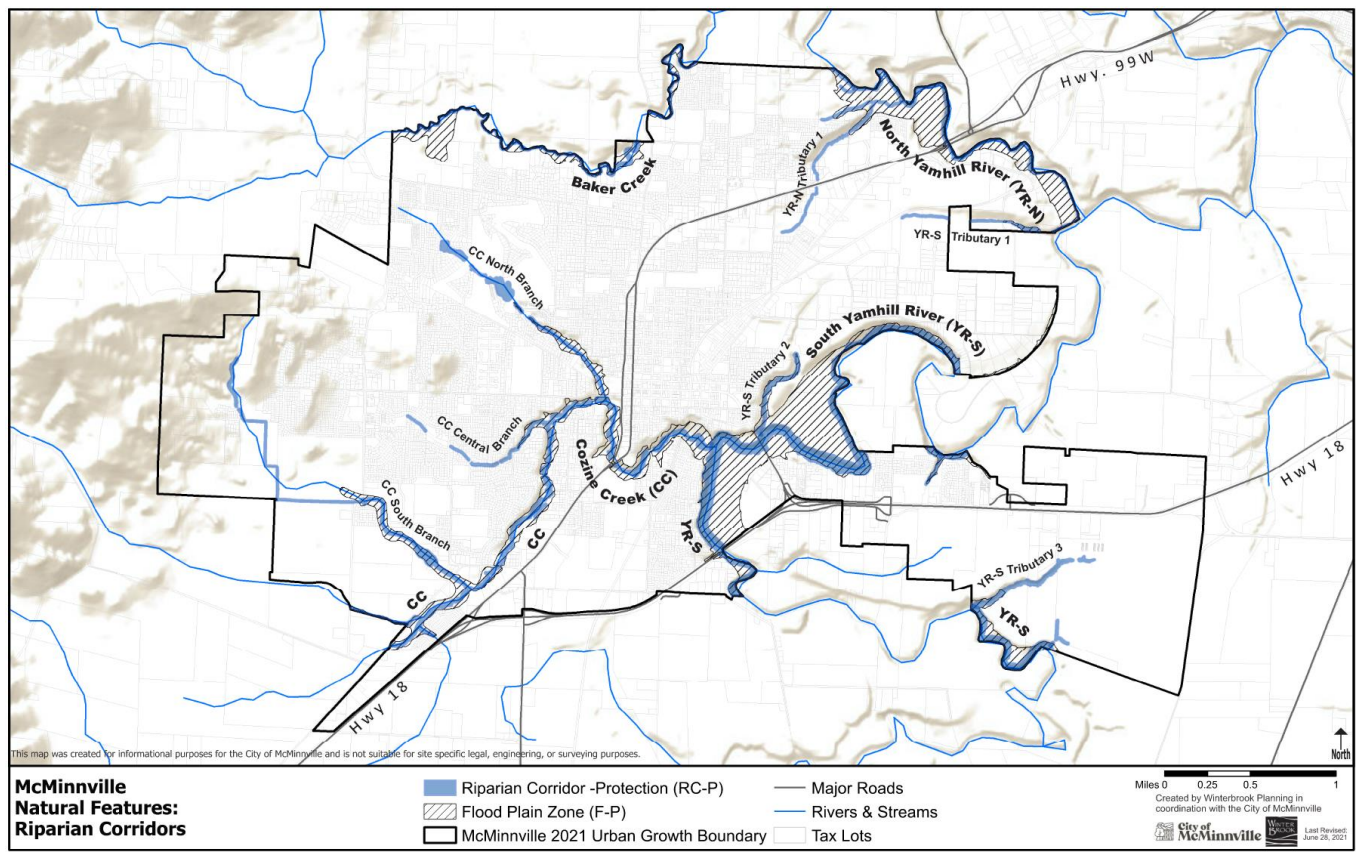 Hwy. 99W
YR-N Tributary 1
North Yamhill River (YR-N)
Baker Creek
YR-S Tributary 1
CC North Branch
South Yamhill River (YR-S)
YR-S Tributary 2
CC Central Branch
Cozine Creek (CC)
Hwy 18
CC South Branch
CC
YR-S
YR-S Tributary 3
CC
YR-S
Hwy 18
This map was created for informational purposes for the City of McMinnville and is not suitable for site specific legal, engineering, or surveying purposes.
North
McMinnville
Natural Features:
Riparian Corridors
Riparian Corridor -Protection (RC-P)
Flood Plain Zone (F-P)
McMinnville 2021 Urban Growth Boundary
Major Roads
Rivers & Streams
Tax Lots
Miles 0 0.25 0.5 1
Created by Winterbrook Planning in
coordination with the City of McMinnville
City of
McMinnville
WINTER
BROOK
Last Revised:
June 28, 2021